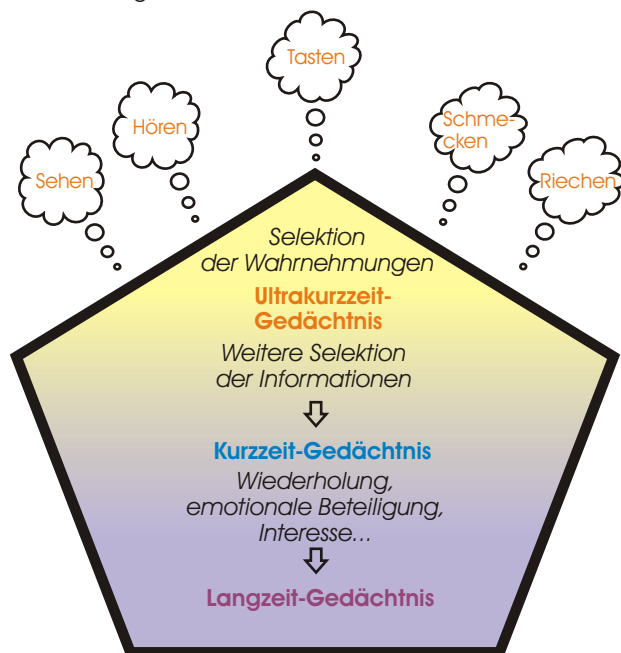 Tasten
Hören
Schme-
cken
Sehen
Riechen
Selektion
der Wahrnehmungen
Ultrakurzzeit-
Gedächtnis
Weitere Selektion
der Informationen
Kurzzeit-Gedächtnis
Wiederholung,
emotionale Beteiligung,
Interesse...
Langzeit-Gedächtnis